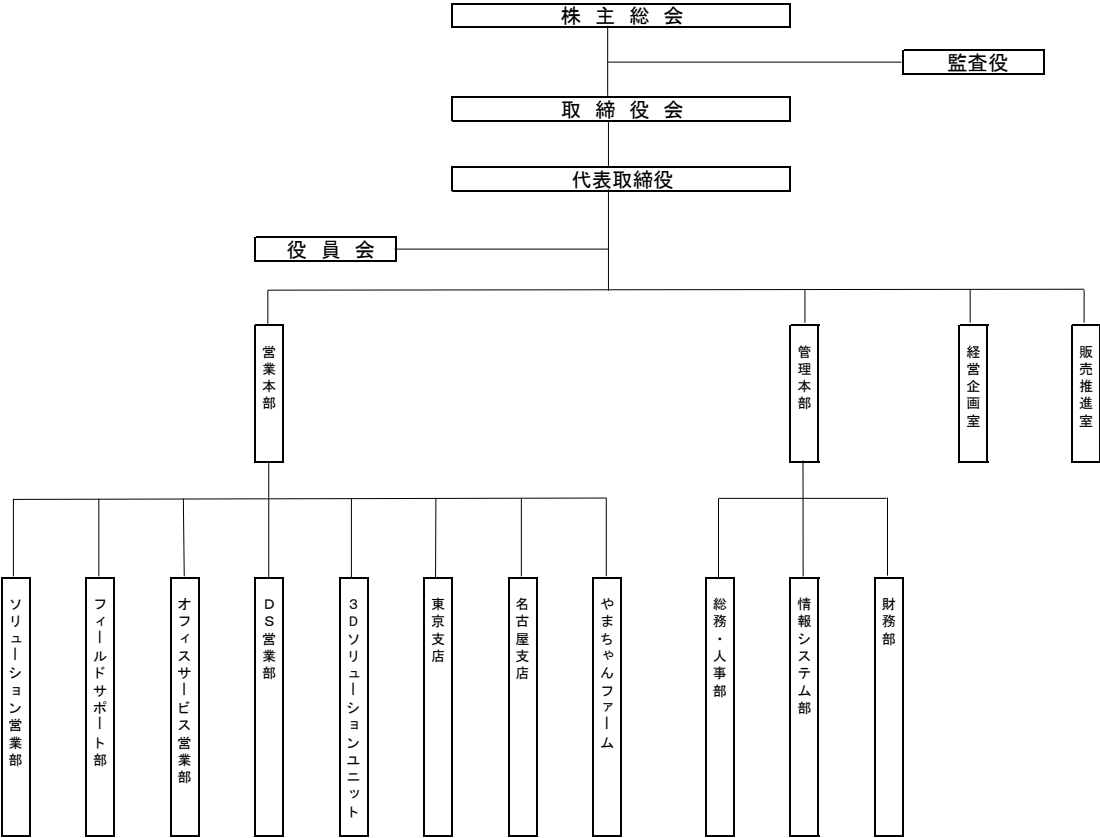 株 主 総 会
監査役
取 締 役 会
代表取締役
役 員 会
営業本部
管理本部
経営企画室
販売推進室
ソリューション営業部
フィールドサポート部
オフィスサービス営業部
DS営業部
3Dソリューションユニット
東京支店
名古屋支店
やまちゃんファーム
総務・人事部
情報システム部
財務部